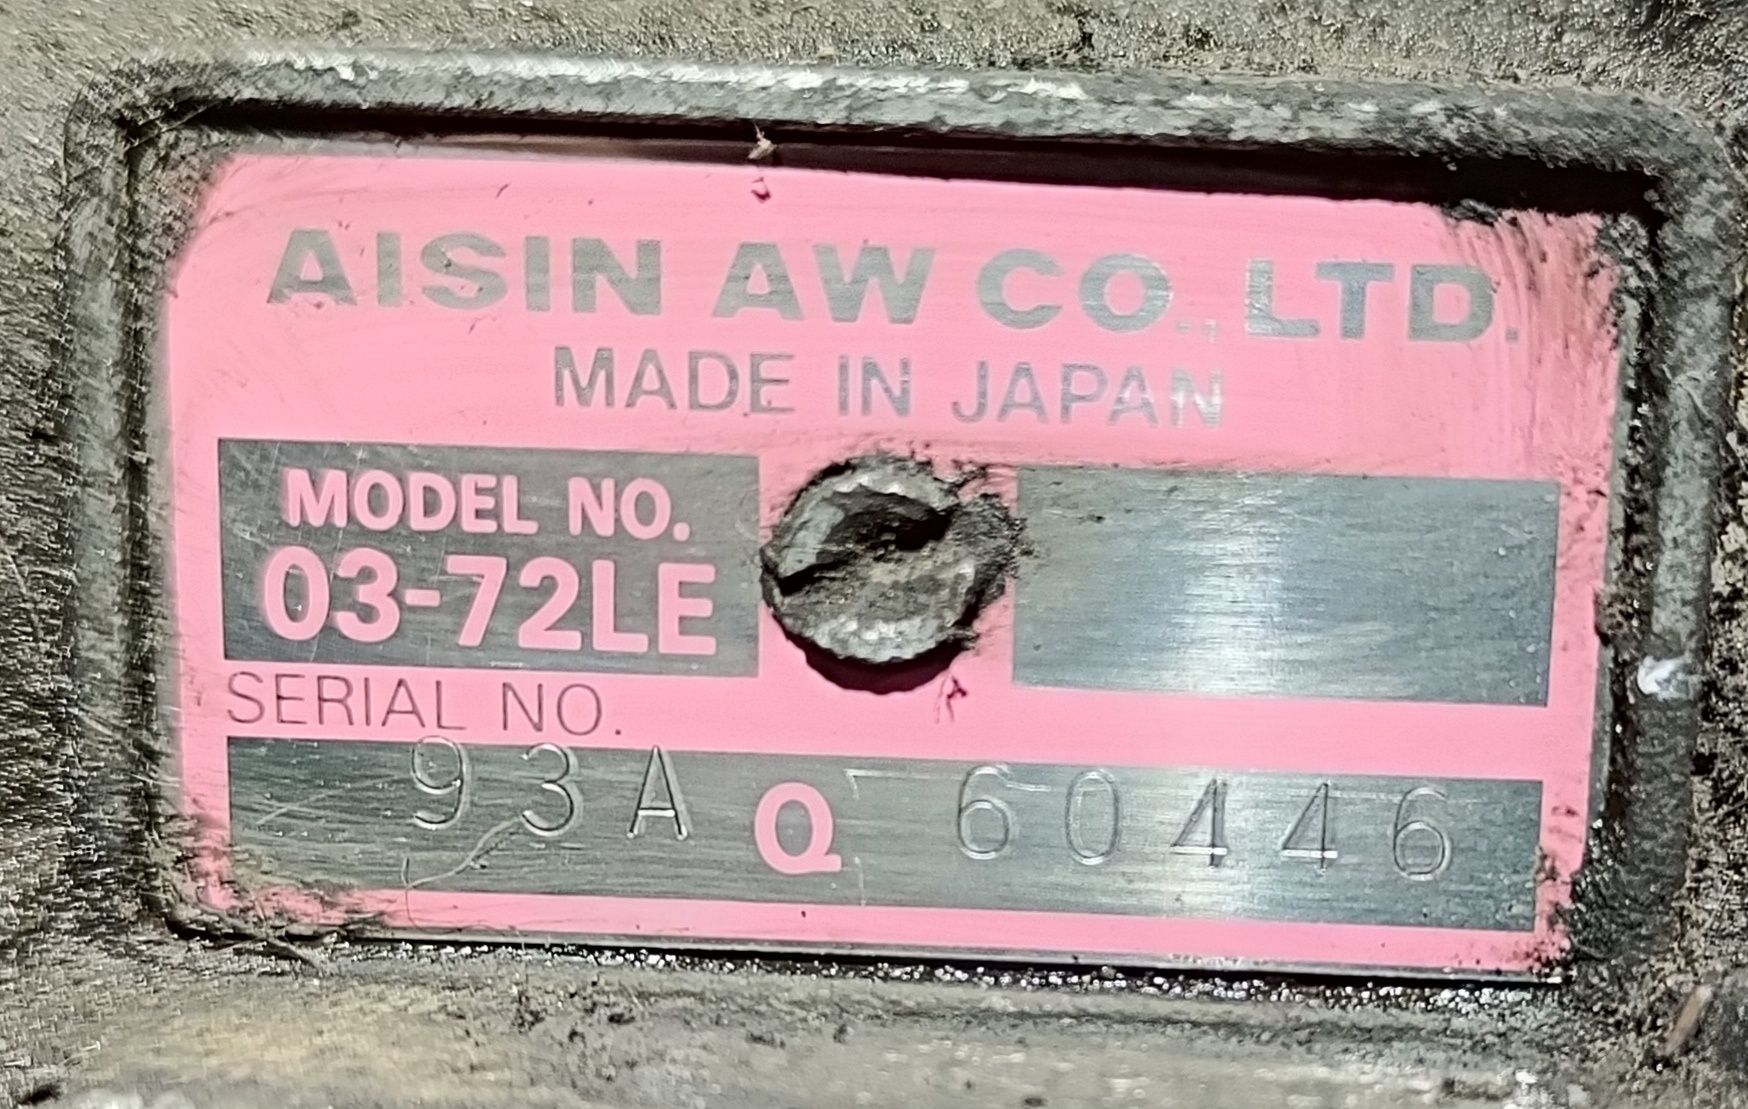 AISIN AW CO., LTD.
MADE IN JAPAN
MODEL NO.
03-72LE
SERIAL NO.
93A Q 60446